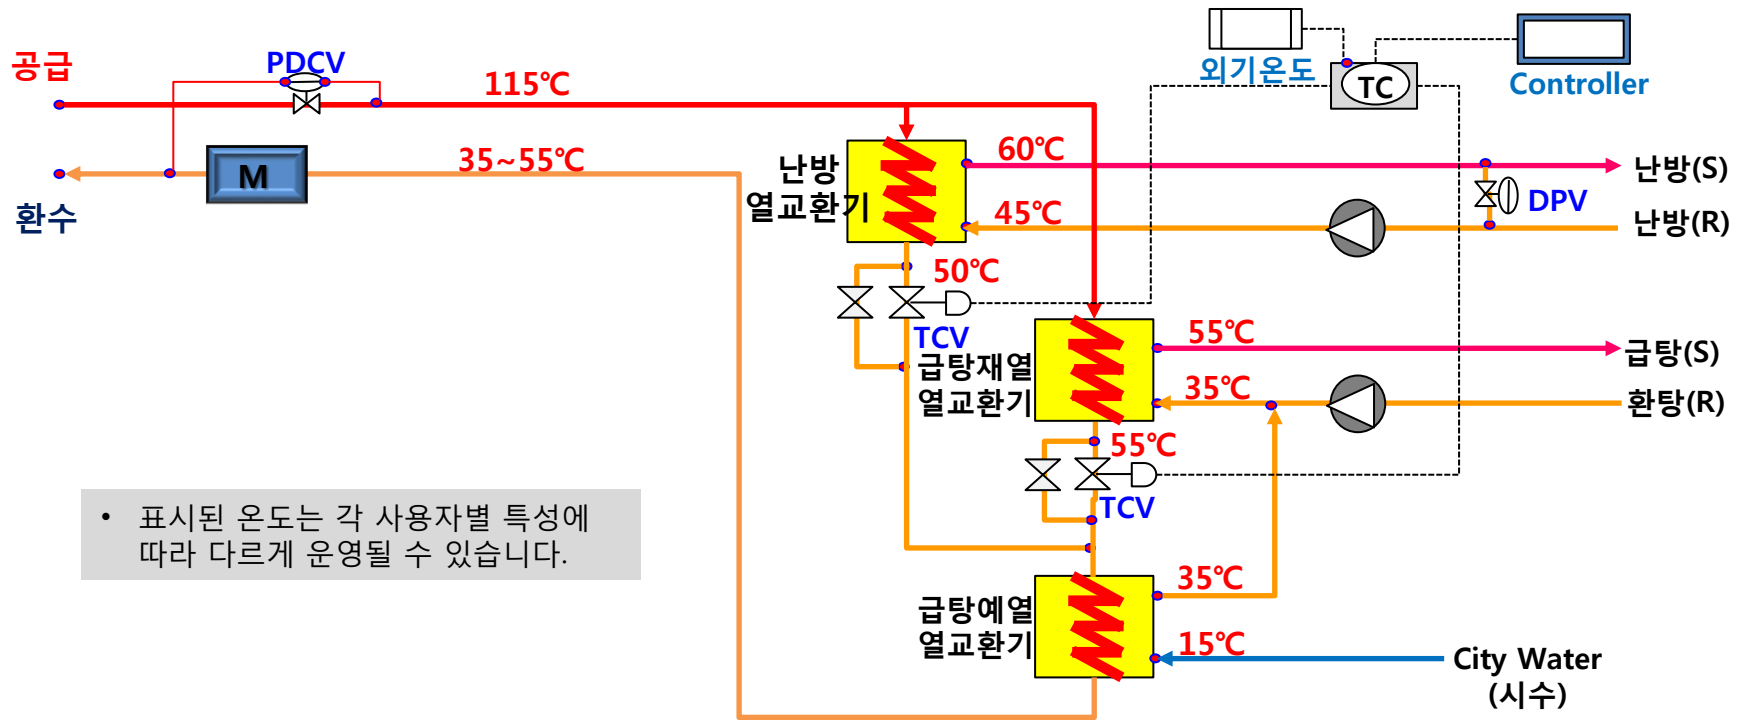 공급
PDCV
115℃
외기온도
TC
Controller
환수
M
35~55℃
난방
열교환기
60℃
45℃
난방(S)
DPV
난방(R)
50℃
TCV
급탕재열
열교환기
55℃
35℃
급탕(S)
환탕(R)
55℃
TCV
• 표시된 온도는 각 사용자별 특성에
따라 다르게 운영될 수 있습니다.
급탕예열
열교환기
35℃
15℃
City Water
(시수)